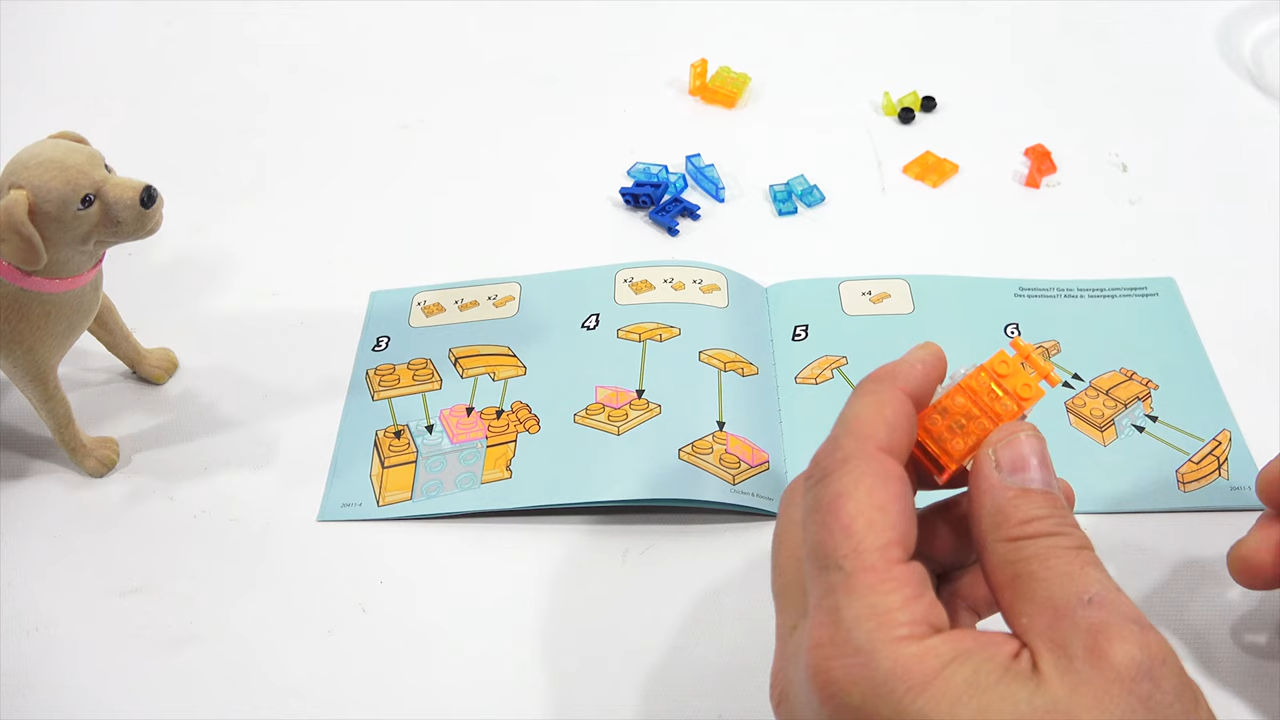 x1 x1 x2
3
20411-4
x2 x2 x2
4
Chicken & Rooster
x4
5
Questions?? Go to: laserpegs.com/support
Des questions?? Allez à: laserpegs.com/support
6
20411-5